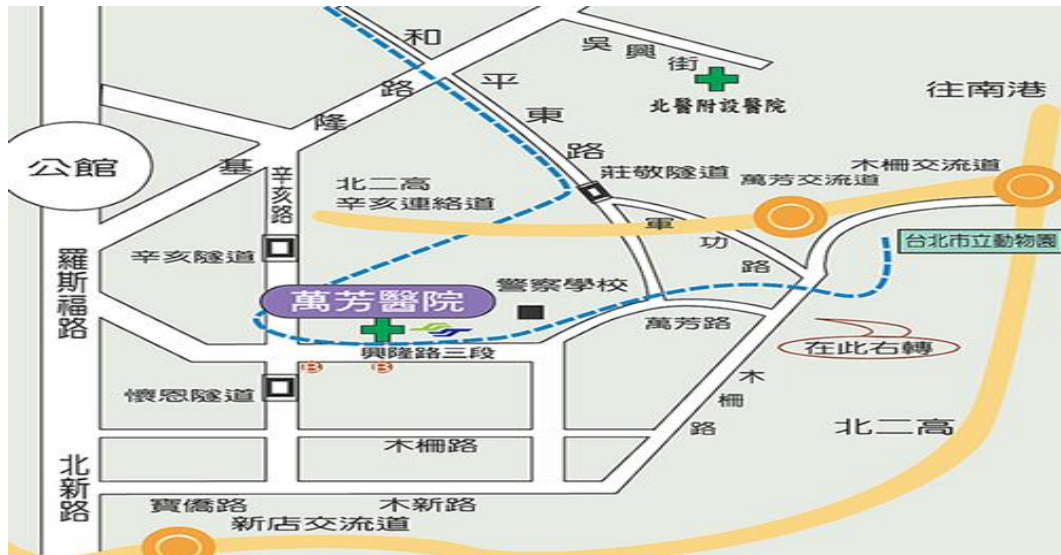 和平東路
吳興街
北醫附設醫院
往南港
基隆路
公館
辛亥路
北二高
辛亥連絡道
莊敬隧道
木柵交流道
萬芳交流道
軍功路
台北市立動物園
羅斯福路
辛亥隧道
警察學校
萬芳醫院
萬芳路
在此右轉
興隆路三段
B
B
懷恩隧道
木柵路
木柵路
北二高
北新路
寶僑路
木新路
新店交流道